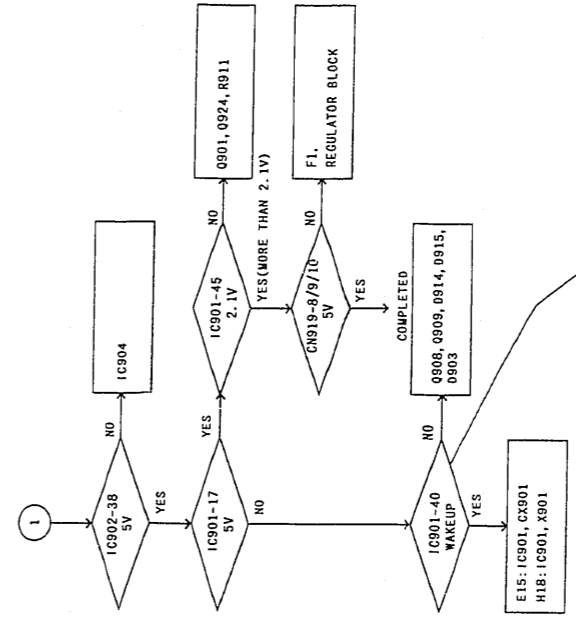 1
IC902-38
5V
NO
IC904
YES
IC901-17
5V
YES
NO
IC901-45
2.1V
NO
Q901, Q924, R911
YES(MORE THAN 2.1V)
CN919-8/9/10
5V
NO
F1,
REGULATOR BLOCK
YES
COMPLETED
IC901-40
WAKEUP
NO
Q908, Q909, D914, D915,
D903
YES
E15:IC901, CX901
H18:IC901, X901